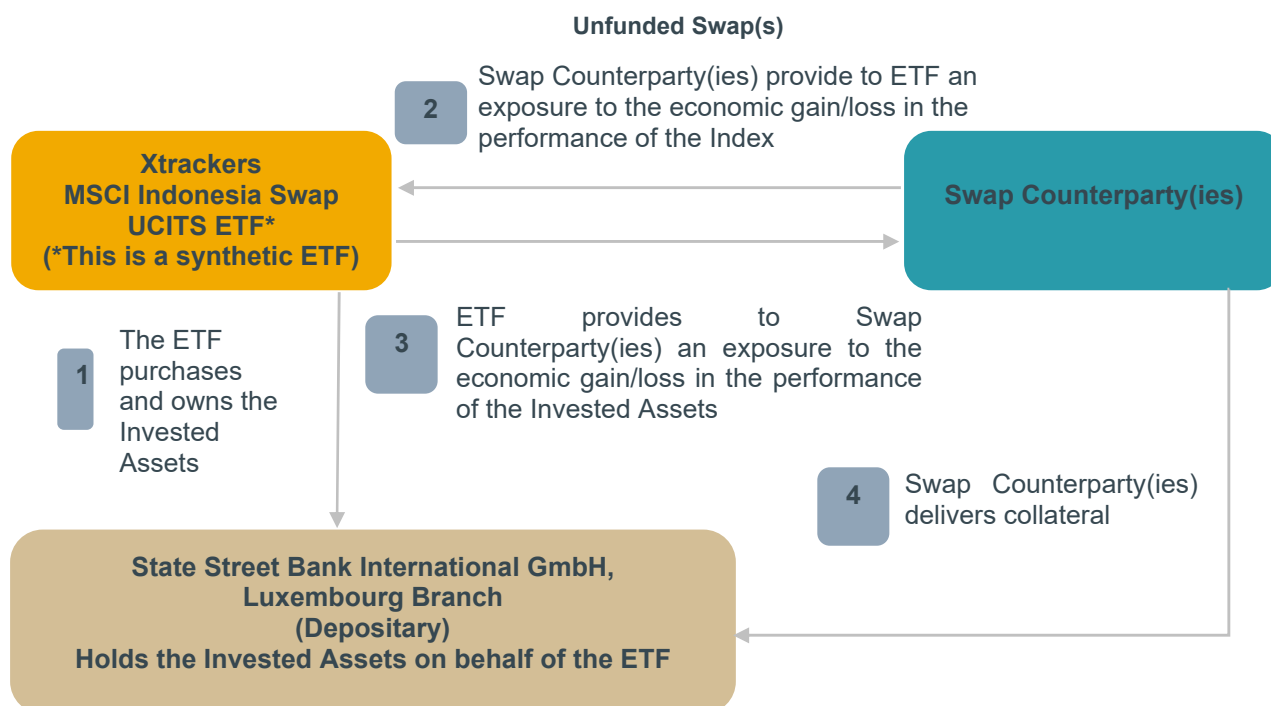 Unfunded Swap(s)
2
Swap Counterparty(ies) provide to ETF an
exposure to the economic gain/loss in the
performance of the Index
Xtrackers
MSCI Indonesia Swap
UCITS ETF*
(*This is a synthetic ETF)
Swap Counterparty(ies)
1
The ETF
purchases
and owns the
Invested
Assets
3
ETF provides to Swap
Counterparty(ies) an exposure to the
economic gain/loss in the performance
of the Invested Assets
4
Swap Counterparty(ies)
delivers collateral
State Street Bank International GmbH,
Luxembourg Branch
(Depositary)
Holds the Invested Assets on behalf of the ETF